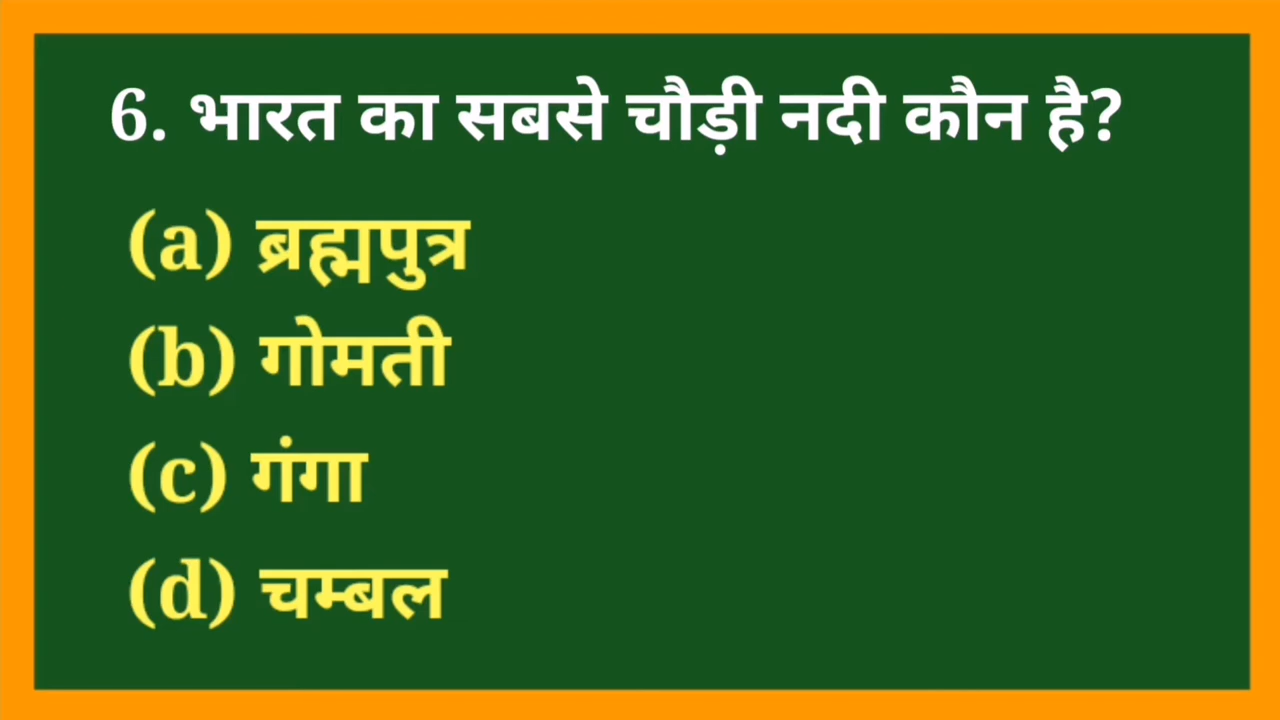 6. भारत का सबसे चौड़ी नदी कौन है?
(a) ब्रह्मपुत्र
(b) गोमती
(c) गंगा
(d) चम्बल